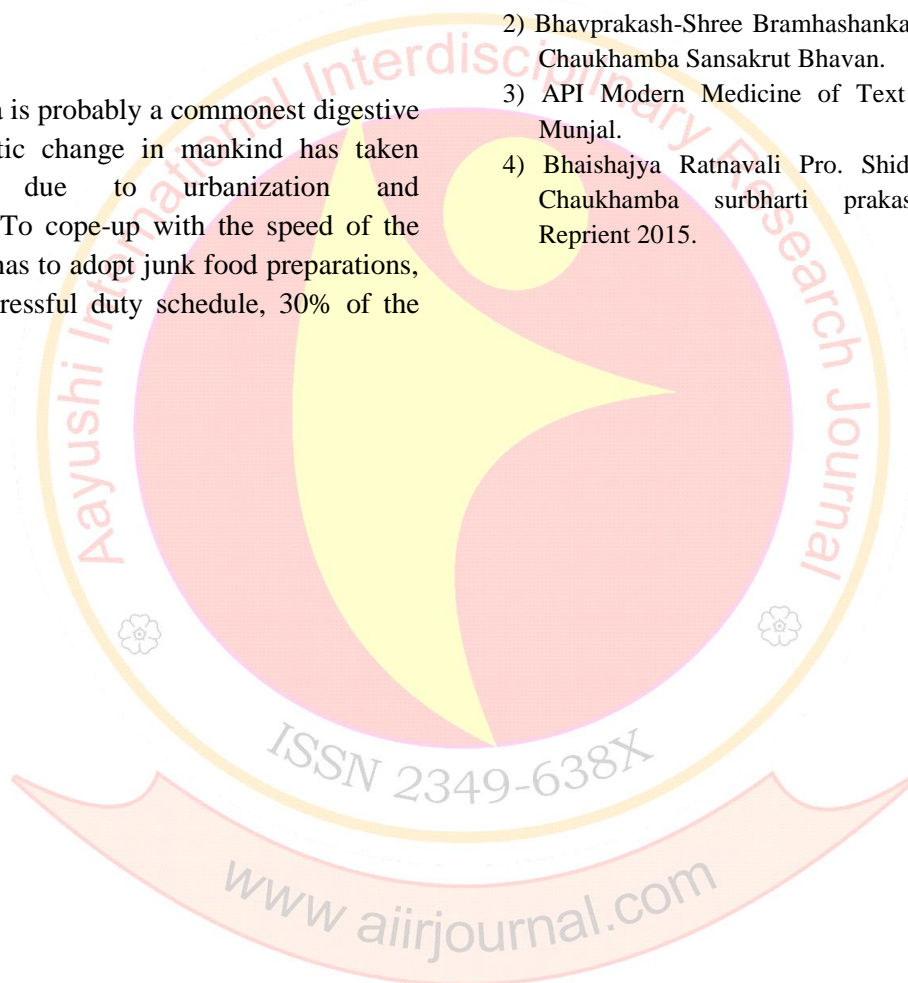 a is probably a commonest digestive
tic change in mankind has taken
due to urbanization and
To cope-up with the speed of the
has to adopt junk food preparations,
ressful duty schedule, 30% of the
2) Bhavprakash-Shree Bramhashanka
Chaukhamba Sansakrut Bhavan.
3) API Modern Medicine of Text
Munjal.
4) Bhaishajya Ratnavali Pro. Shid
Chaukhamba surbharti prakas
Reprient 2015.
Aayushi International Interdisciplinary Research Journal
ISSN 2349-638X
www aiirjournal.com